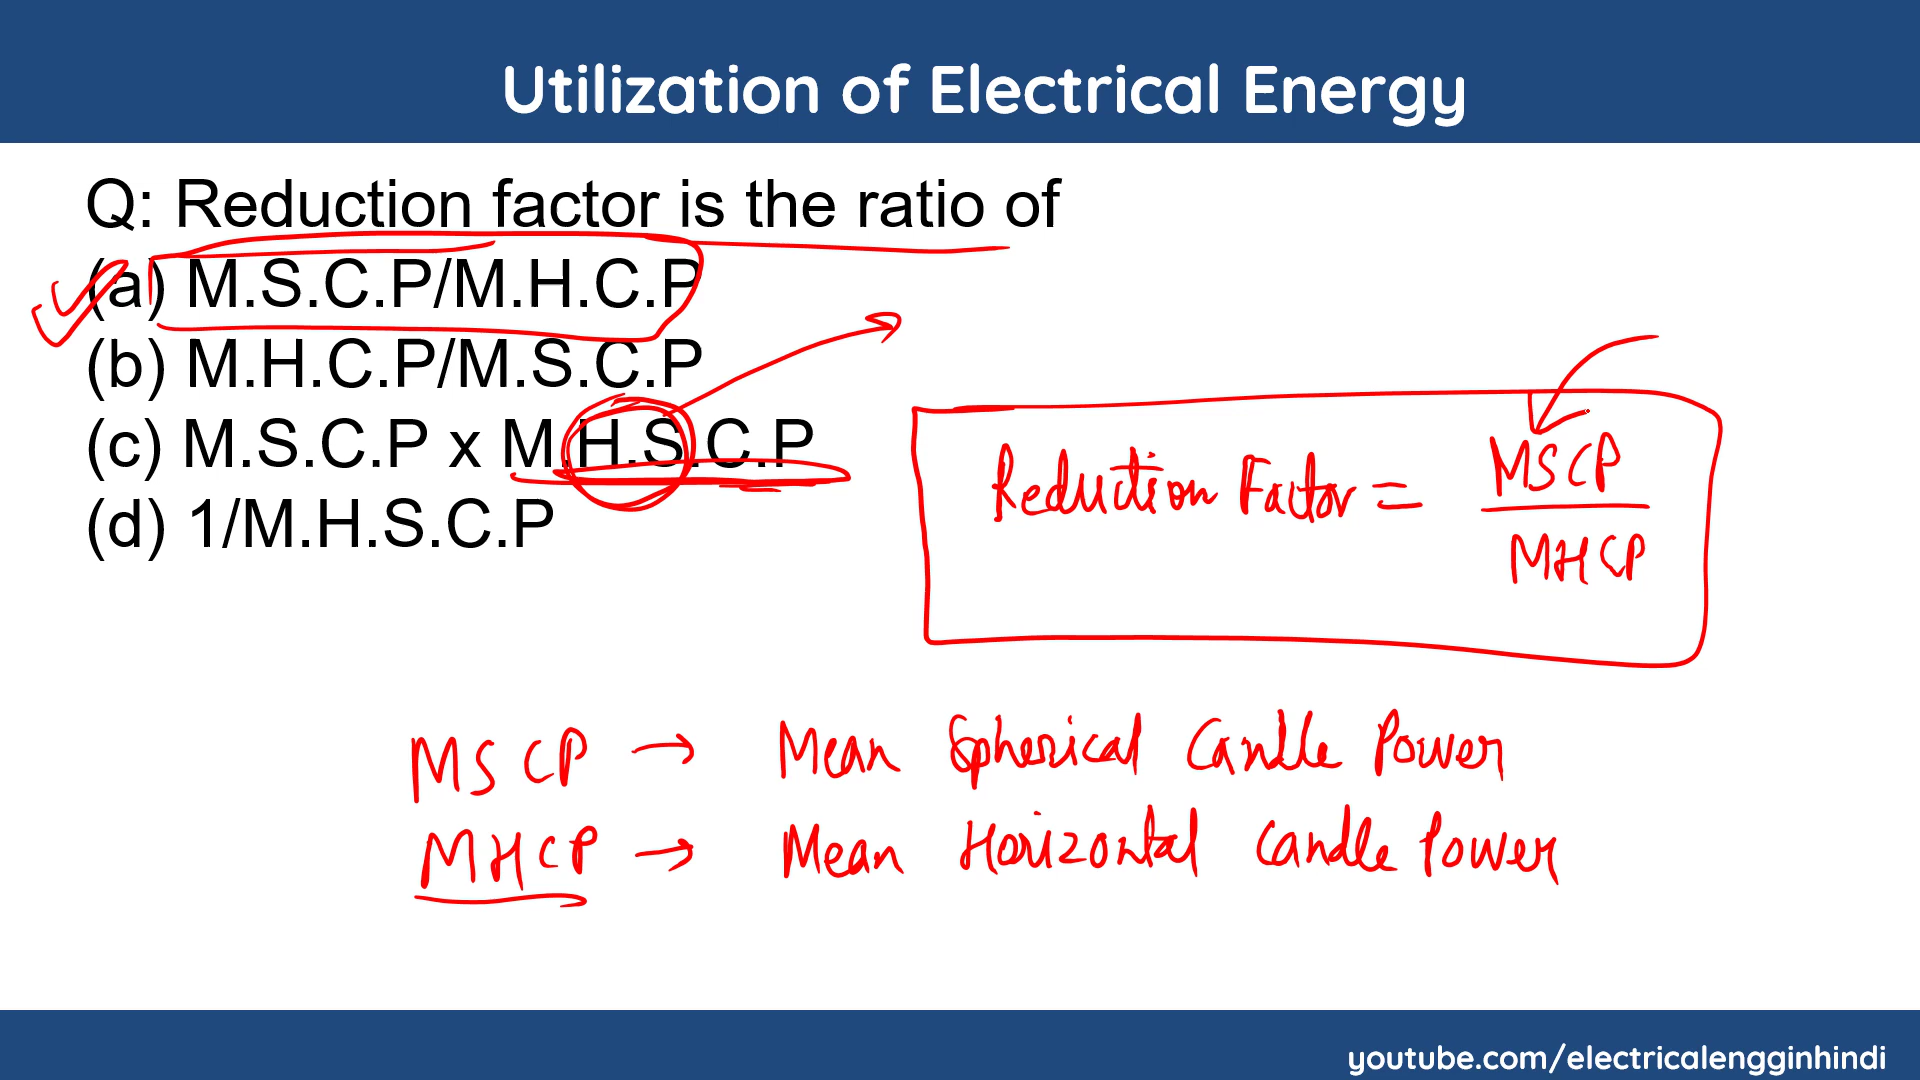 Utilization of Electrical Energy
Q: Reduction factor is the ratio of
(a) M.S.C.P/M.H.C.P
(b) M.H.C.P/M.S.C.P
(c) M.S.C.P x M.H.S.C.P
(d) 1/M.H.S.C.P
Reduction Factor = MSCP
MHCP
MSCP → Mean Spherical Candle Power
MHCP → Mean Horizontal Candle Power
youtube.com/electricalengginhindi